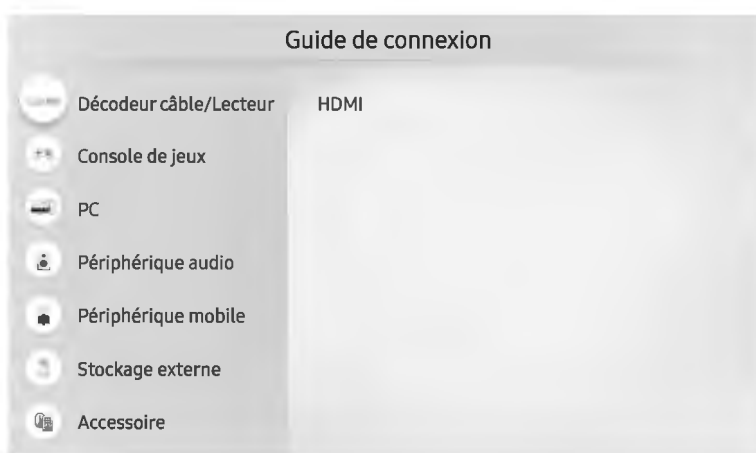 Guide de connexion
Décodeur câble/Lecteur
HDMI
Console de jeux
PC
Périphérique audio
Périphérique mobile
Stockage externe
Accessoire